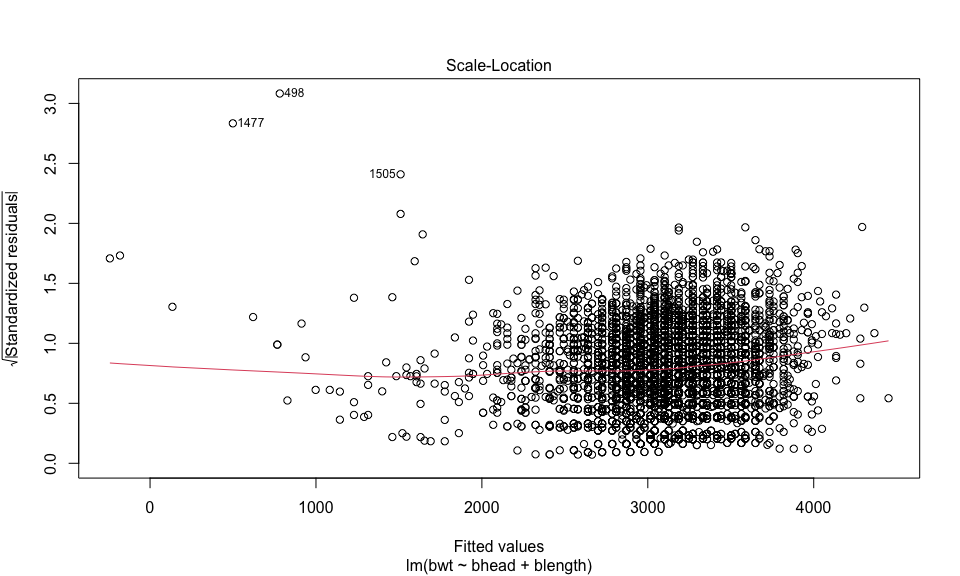 Scale-Location
√|Standardized residuals|
3.0
2.5
2.0
1.5
1.0
0.5
0.0
498
1477
1505
0 1000 2000 3000 4000
Fitted values
lm(bwt ~ bhead + blength)